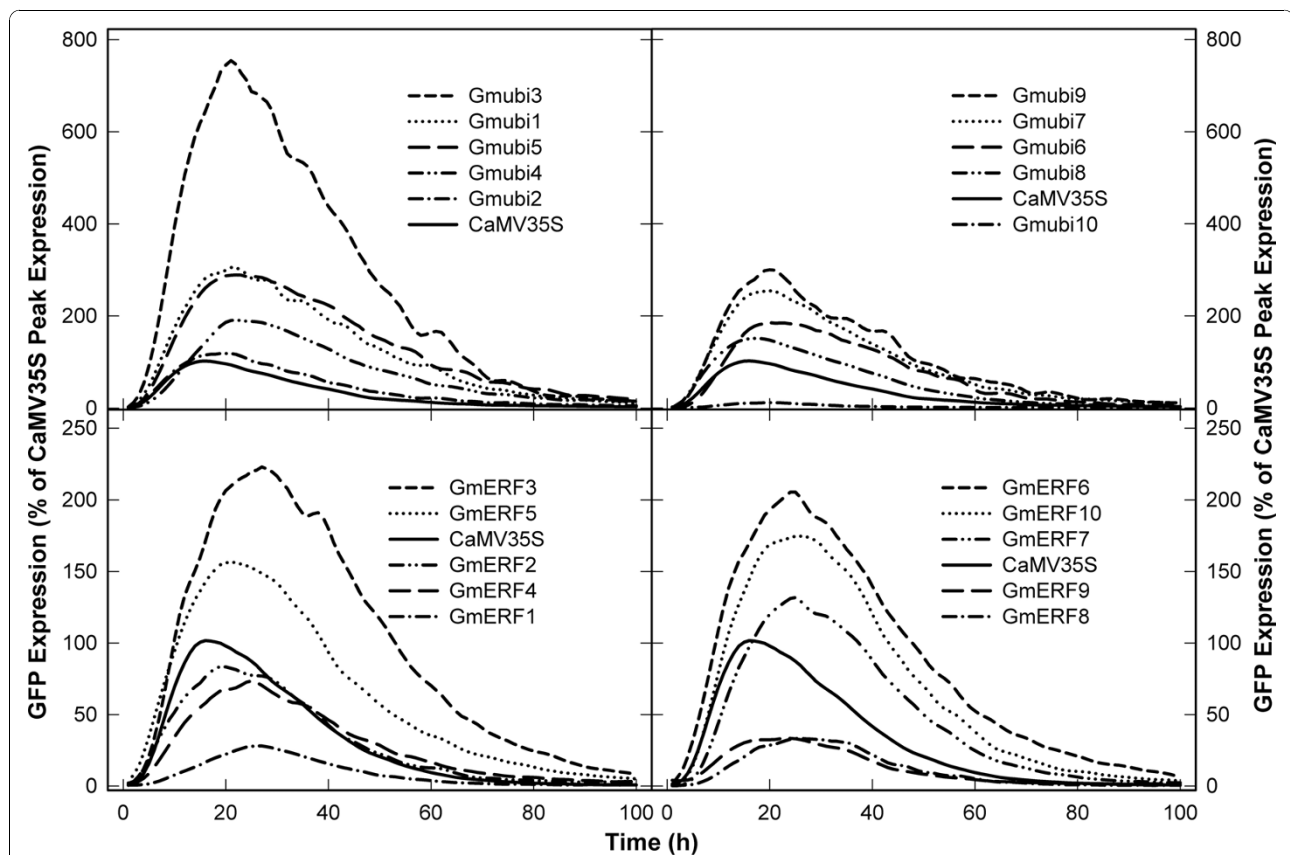 800
600
400
200
0
Gmubi3
Gmubi1
Gmubi5
Gmubi4
Gmubi2
CaMV35S
Gmubi9
Gmubi7
Gmubi6
Gmubi8
CaMV35S
Gmubi10
800
600
400
200
0
GFP Expression (% of CaMV35S Peak Expression)
GFP Expression (% of CaMV35S Peak Expression)
250
200
150
100
50
0
GmERF3
GmERF5
CaMV35S
GmERF2
GmERF4
GmERF1
GmERF6
GmERF10
GmERF7
CaMV35S
GmERF9
GmERF8
250
200
150
100
50
0
0 20 40 60 80 100
0 20 40 60 80 100
Time (h)